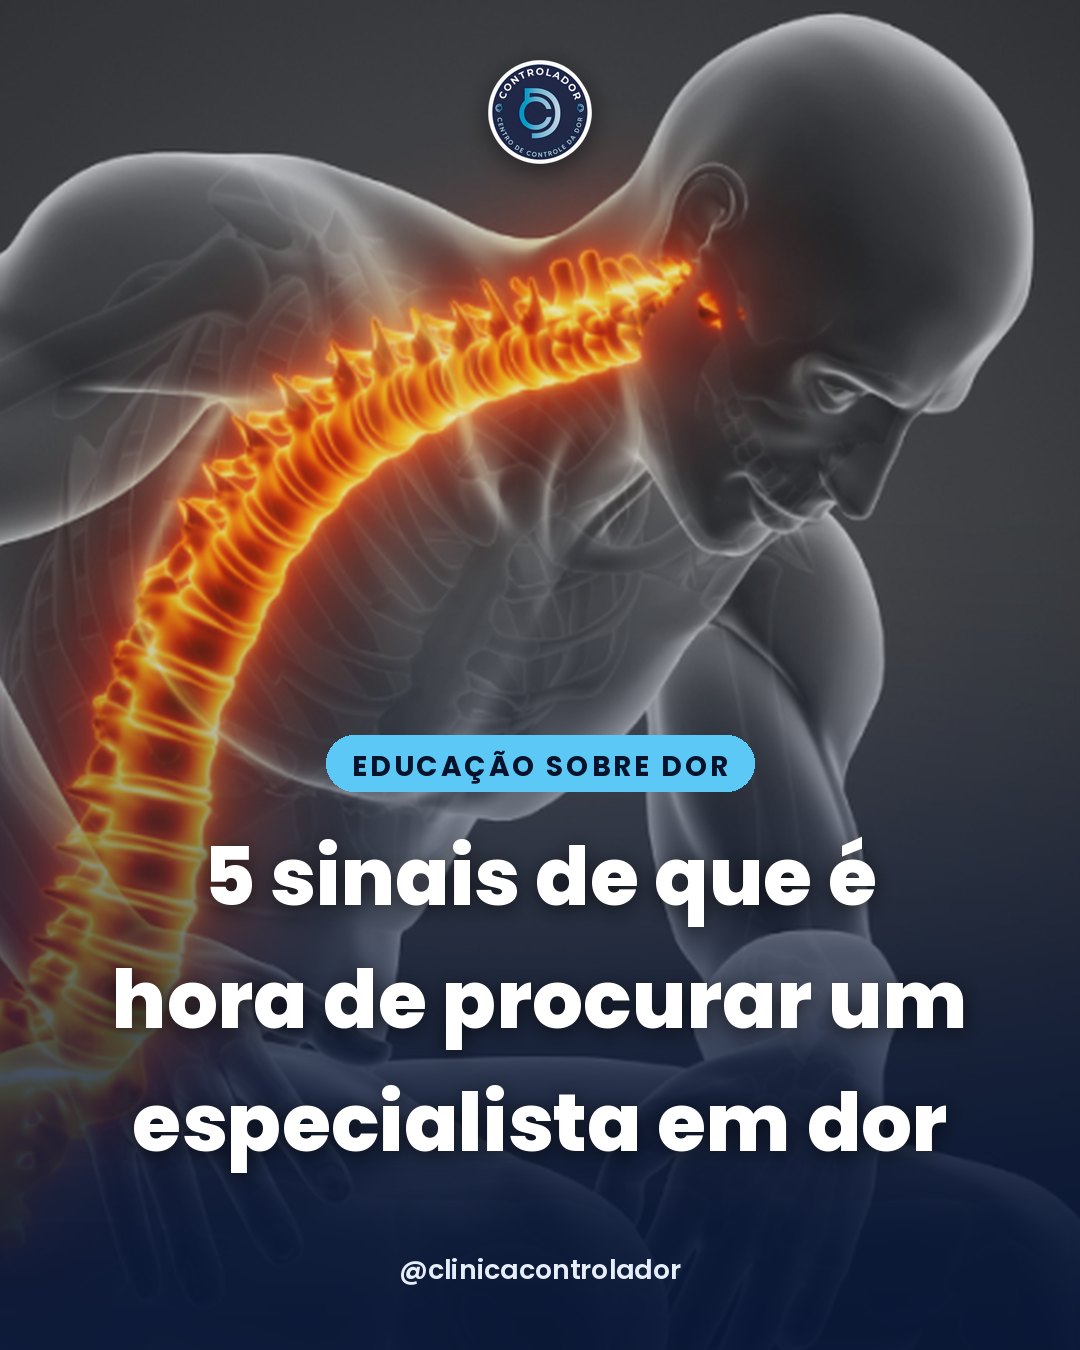 CONTROLADOR
CENTRO DE CONTROLE DA DOR
EDUCAÇÃO SOBRE DOR
5 sinais de que é
hora de procurar um
especialista em dor
@clinicacontrolador